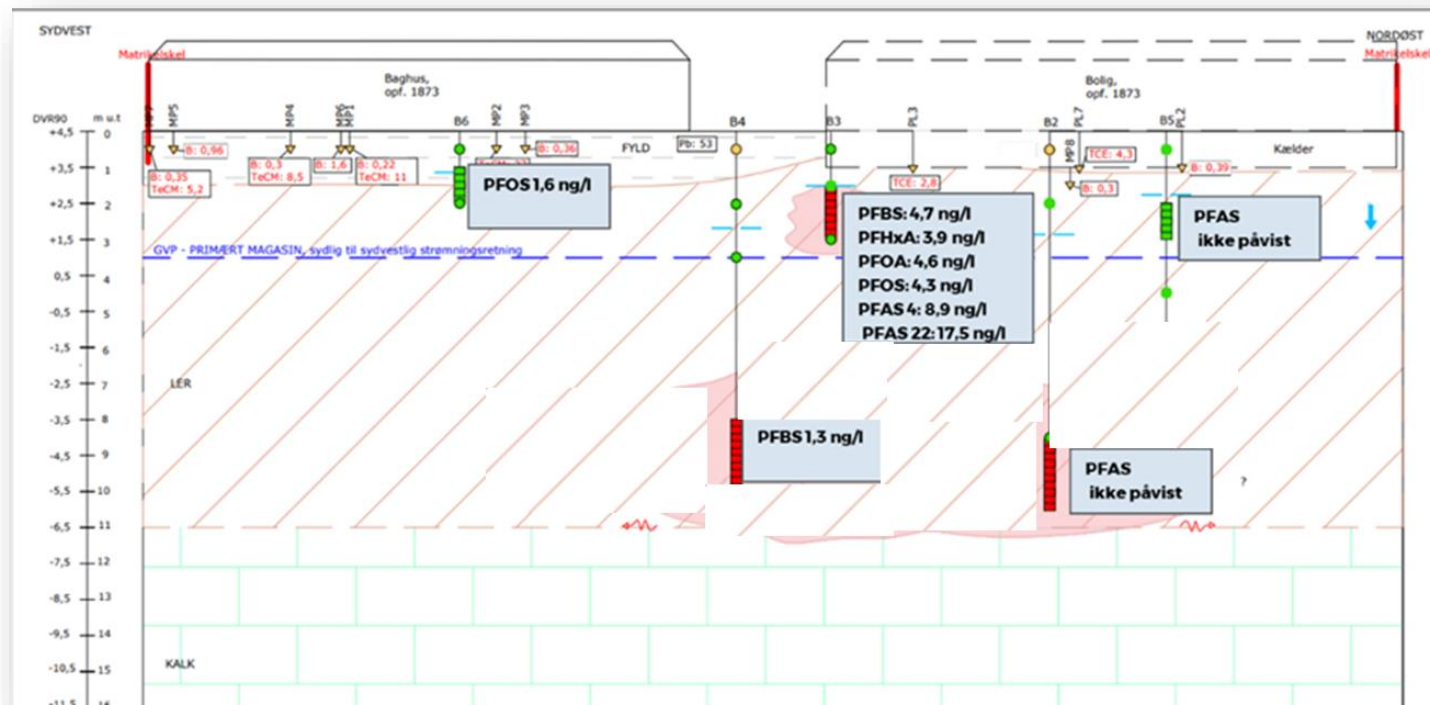 SYDVEST
NORDØST
Matrikelskel
Matrikelskel
Baghus,
opf. 1873
Bolig,
opf. 1873
DVR90
m u.t
MP7
MP5
MP4
MP6
MP1
B6
MP2
MP3
B4
B3
PL3
B2
MP8
PL7
B5
PL2
+4,5
0
B: 0,96
B: 0,36
FYLD
Pb: 53
TCE: 4,3
Kælder
+3,5
1
B: 0,35
TeCM: 5,2
B: 0,3
TeCM: 8,5
B: 1,6
B: 0,22
TeCM: 11
TCE: 2,8
B: 0,3
B: 0,39
PFOS 1,6 ng/l
+2,5
2
PFBS: 4,7 ng/l
PFHxA: 3,9 ng/l
PFOA: 4,6 ng/l
PFOS: 4,3 ng/l
PFAS 4: 8,9 ng/l
PFAS 22: 17,5 ng/l
PFAS
ikke påvist
+1,5
3
GVP - PRIMÆRT MAGASIN, sydlig til sydvestlig strømningsretning
0,5
4
-0,5
5
-1,5
6
-2,5
7
LER
-3,5
8
PFBS 1,3 ng/l
-4,5
9
PFAS
ikke påvist
?
-5,5
10
-6,5
11
-7,5
12
-8,5
13
-9,5
14
KALK
-10,5
15
-11,5
16